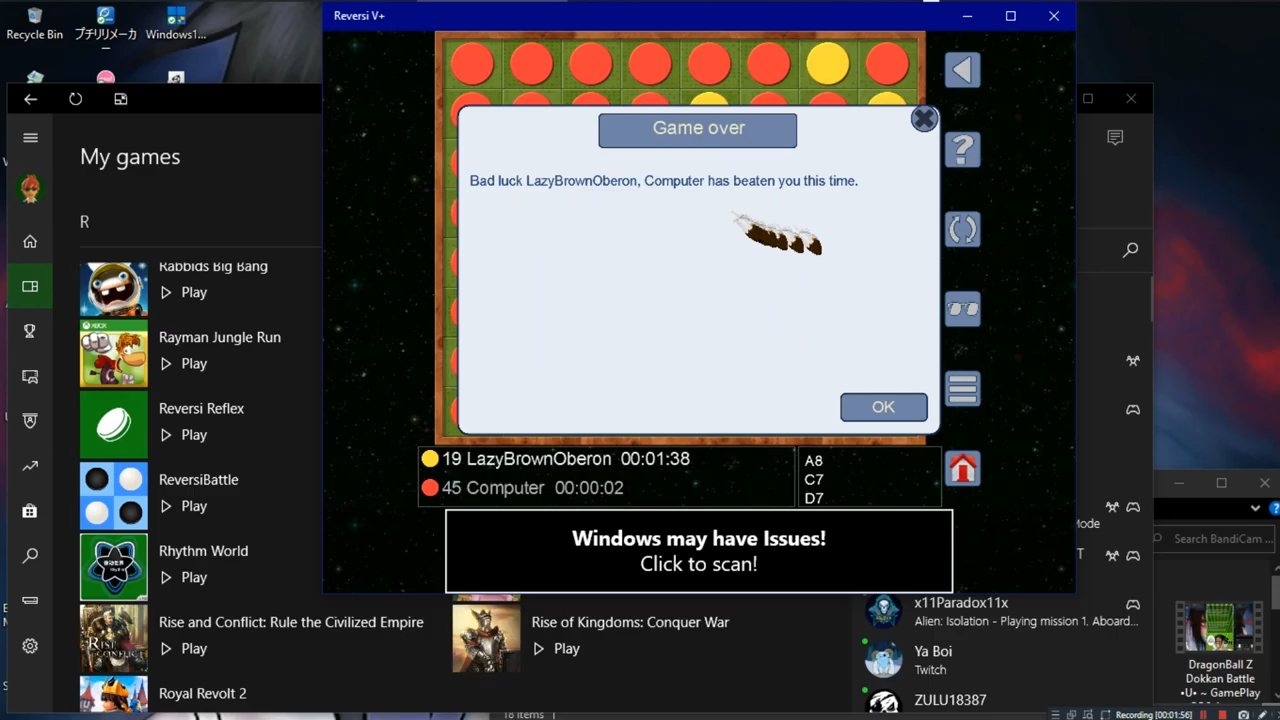 Recycle Bin
プチリリメーカ
Windows1...
Reversi V+
My games
R
Rabbids Big Bang
Play
XBOX
Rayman Jungle Run
Play
Reversi Reflex
Play
ReversiBattle
Play
Rhythm World
Play
Rise and Conflict: Rule the Civilized Empire
Play
Rise of Kingdoms: Conquer War
Play
Royal Revolt 2
Game over
Bad luck LazyBrownOberon, Computer has beaten you this time.
OK
?
19 LazyBrownOberon 00:01:38
45 Computer 00:00:02
A8
C7
D7
Windows may have Issues!
Click to scan!
Mode
T
x11Paradox11x
Alien: Isolation - Playing mission 1. Aboard...
Ya Boi
Twitch
ZULU18387
Search BandiCam ...
DragonBall Z
Dokkan Battle
•U• ~ GamePlay
18 items
Recording [00:01:56]